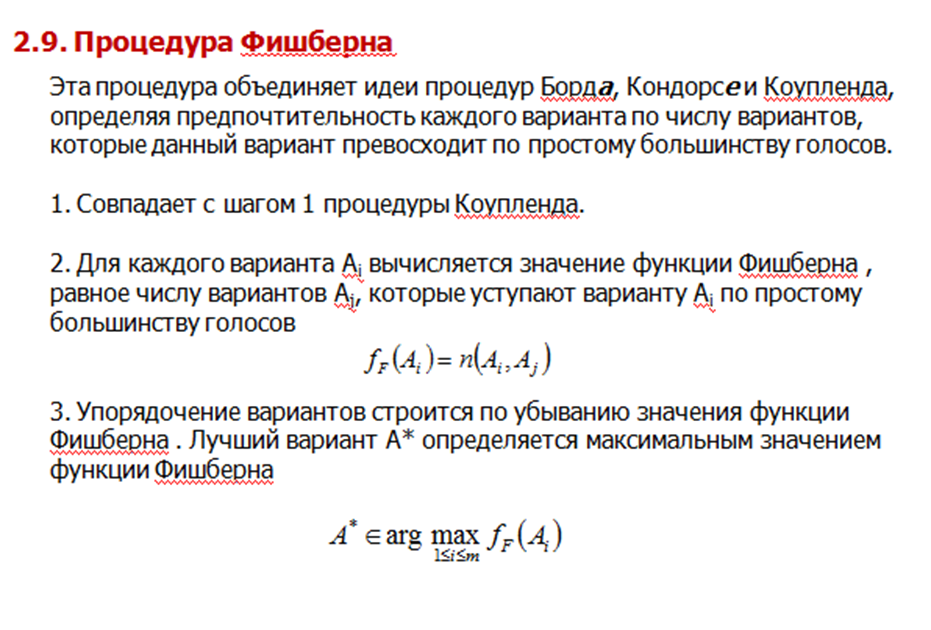 2.9. Процедура Фишберна
Эта процедура объединяет идеи процедур Борда, Кондорсе и Коупленда,
определяя предпочтительность каждого варианта по числу вариантов,
которые данный вариант превосходит по простому большинству голосов.
1. Совпадает с шагом 1 процедуры Коупленда.
2. Для каждого варианта Ai вычисляется значение функции Фишберна ,
равное числу вариантов Aj, которые уступают варианту Ai по простому
большинству голосов
fF(Ai)= n(Ai, Aj)
3. Упорядочение вариантов строится по убыванию значения функции
Фишберна . Лучший вариант A* определяется максимальным значением
функции Фишберна
A* ∈ arg max fF(Ai)
1≤i≤m